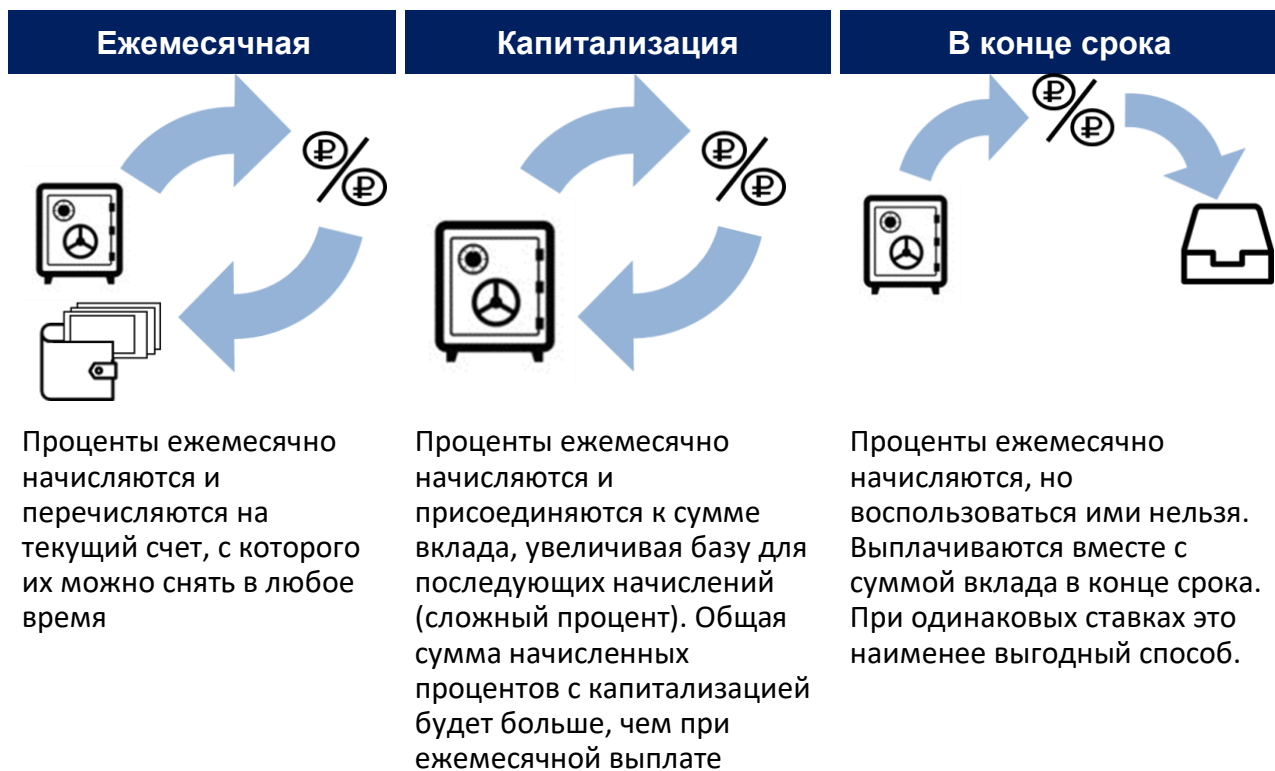 Ежемесячная
Капитализация
В конце срока
Проценты ежемесячно
начисляются и
перечисляются на
текущий счет, с которого
их можно снять в любое
время
Проценты ежемесячно
начисляются и
присоединяются к сумме
вклада, увеличивая базу для
последующих начислений
(сложный процент). Общая
сумма начисленных
процентов с капитализацией
будет больше, чем при
ежемесячной выплате
Проценты ежемесячно
начисляются, но
воспользоваться ими нельзя.
Выплачиваются вместе с
суммой вклада в конце срока.
При одинаковых ставках это
наименее выгодный способ.